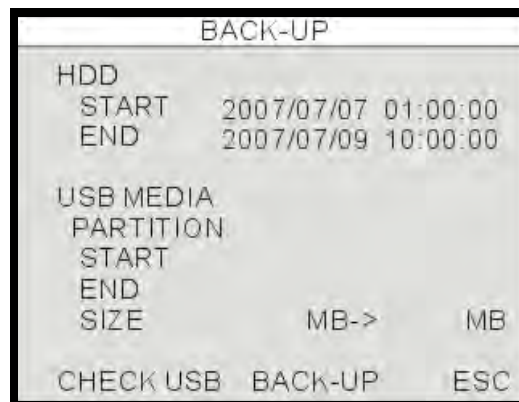 BACK-UP
HDD
START 2007/07/07 01:00:00
END 2007/07/09 10:00:00
USB MEDIA
PARTITION
START
END
SIZE MB-> MB
CHECK USB BACK-UP ESC